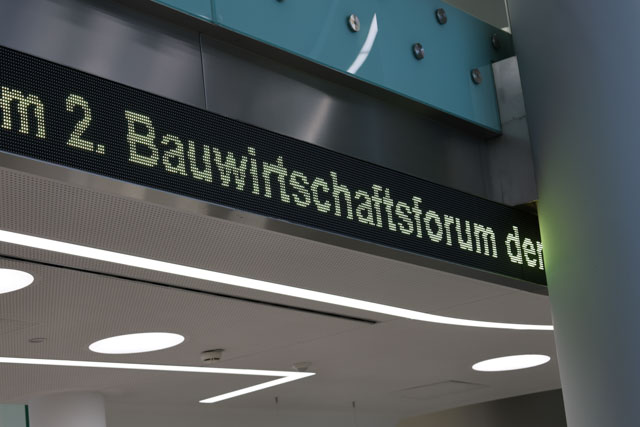 m 2. Bauwirtschaftsforum der